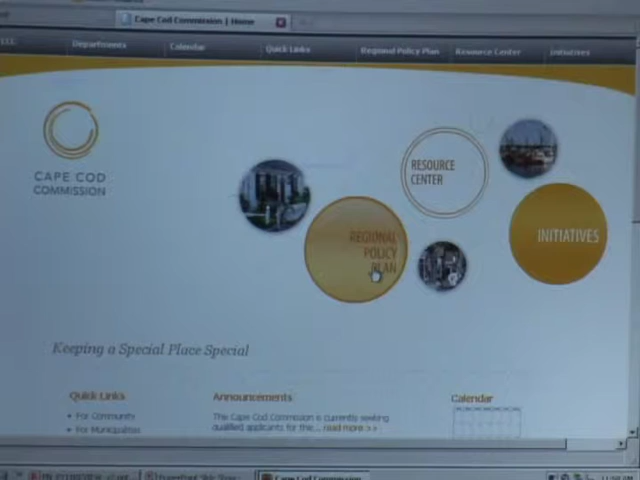 Cape Cod Commission | Home
Departments Calendar Quick Links Regional Policy Plan Resource Center Initiatives
CAPE COD
COMMISSION
RESOURCE
CENTER
REGIONAL
POLICY
PLAN
INITIATIVES
Keeping a Special Place Special
Quick Links
Announcements
Calendar
• For Community
• For Municipalities
The Cape Cod Commission is currently seeking
qualified applicants for the... read more >>
Cape Cod Commission